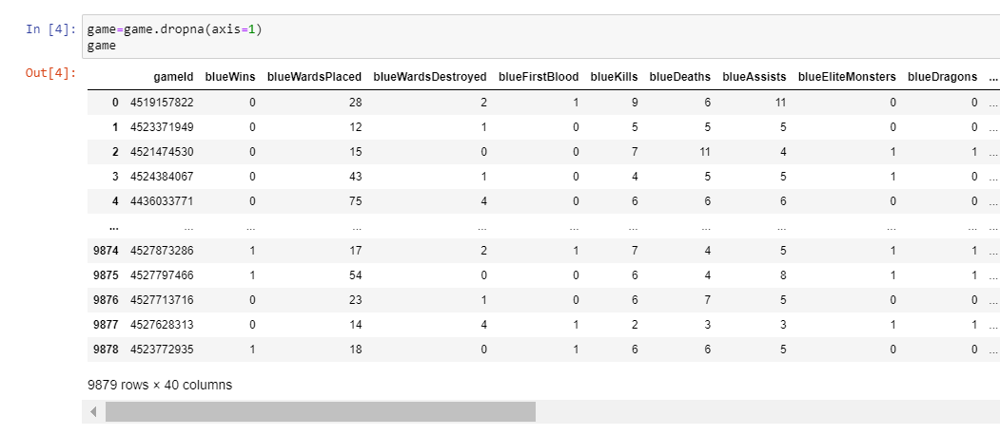 In [4]: game=game.dropna(axis=1)
game
Out[4]:
gameId blueWins blueWardsPlaced blueWardsDestroyed blueFirstBlood blueKills blueDeaths blueAssists blueEliteMonsters blueDragons ...
0 4519157822 0 28 2 1 9 6 11 0 0 ...
1 4523371949 0 12 1 0 5 5 5 0 0 ...
2 4521474530 0 15 0 0 7 11 4 1 1 ...
3 4524384067 0 43 1 0 4 5 5 1 0 ...
4 4436033771 0 75 4 0 6 6 6 0 0 ...
... ... ... ... ... ... ... ... ... ... ... ...
9874 4527873286 1 17 2 1 7 4 5 1 1 ...
9875 4527797466 1 54 0 0 6 4 8 1 1 ...
9876 4527713716 0 23 1 0 6 7 5 0 0 ...
9877 4527628313 0 14 4 1 2 3 3 1 1 ...
9878 4523772935 1 18 0 1 6 6 5 0 0 ...
9879 rows × 40 columns